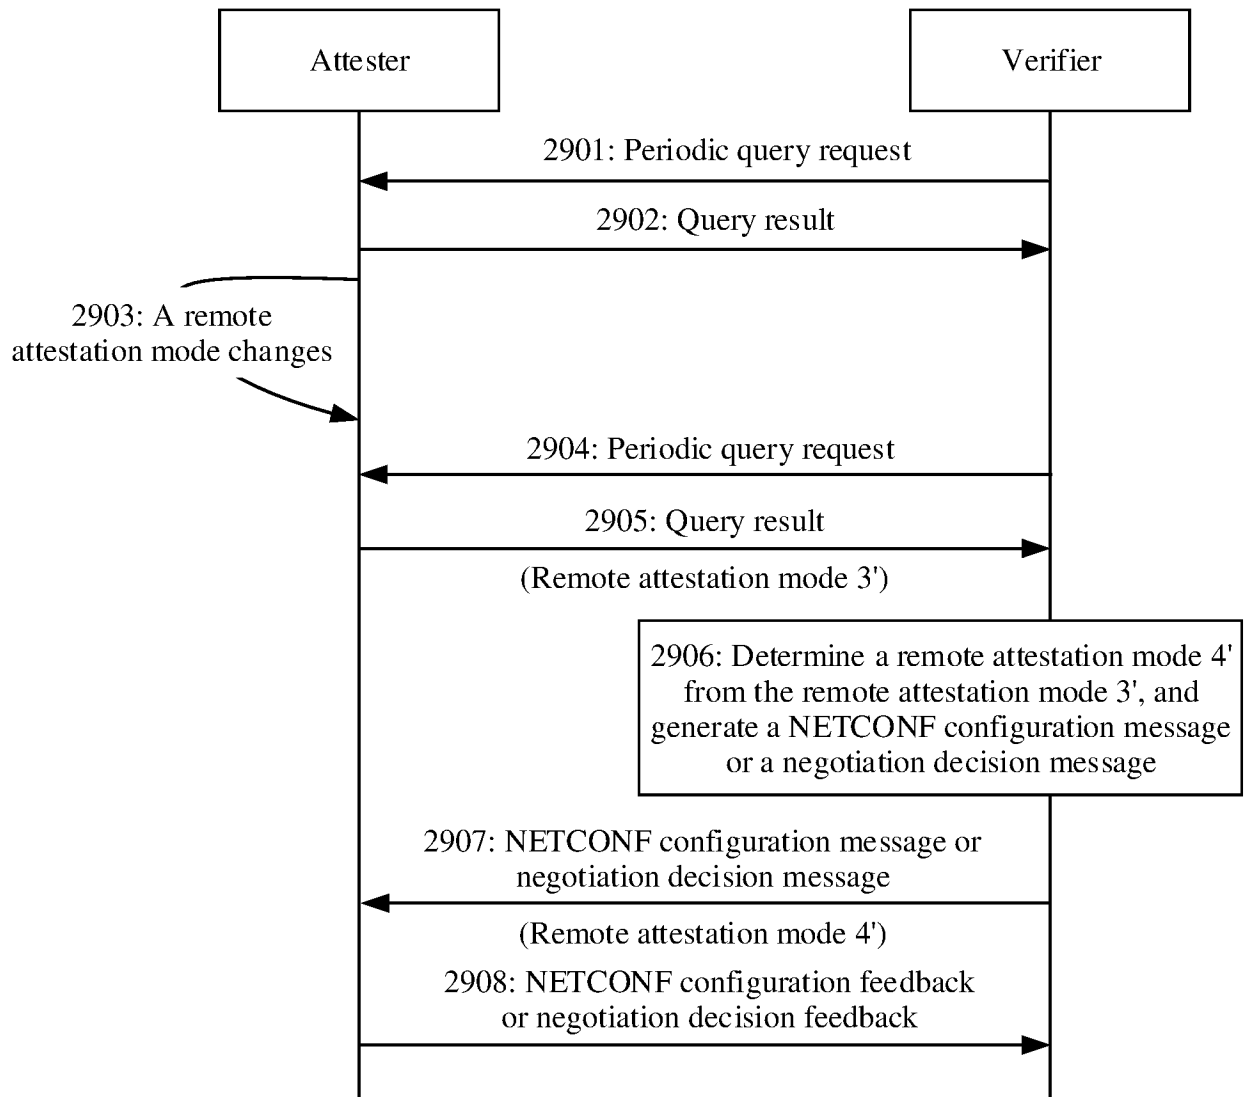 Attester
Verifier
2901: Periodic query request
2902: Query result
2903: A remote
attestation mode changes
2904: Periodic query request
2905: Query result
(Remote attestation mode 3')
2906: Determine a remote attestation mode 4'
from the remote attestation mode 3', and
generate a NETCONF configuration message
or a negotiation decision message
2907: NETCONF configuration message or
negotiation decision message
(Remote attestation mode 4')
2908: NETCONF configuration feedback
or negotiation decision feedback